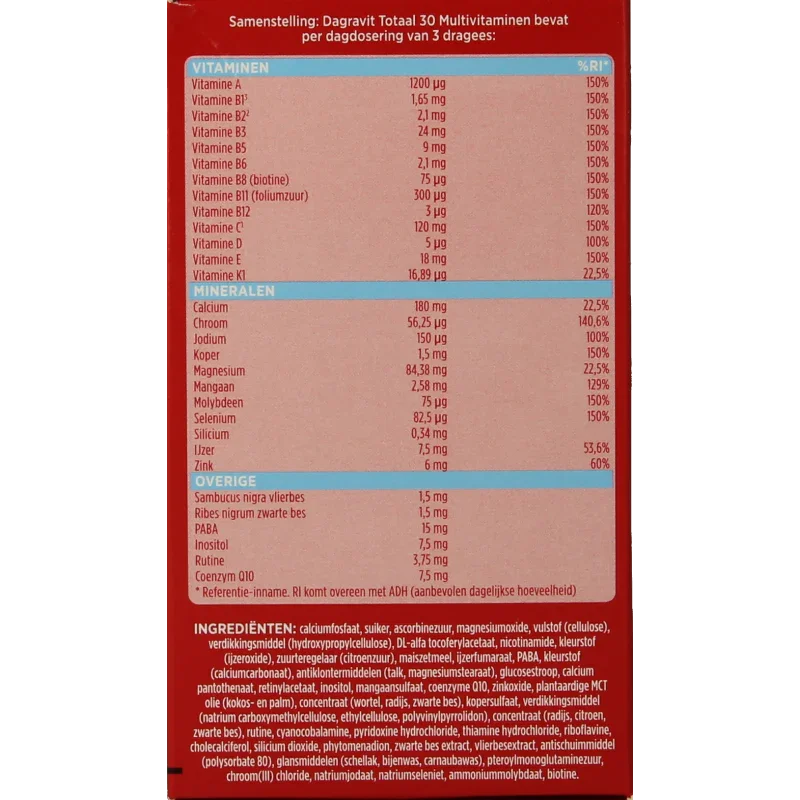 Samenstelling: Dagravit Totaal 30 Multivitaminen bevat
per dagdosering van 3 dragees:
VITAMINEN %RI*
Vitamine A 1200 µg 150%
Vitamine B1¹ 1,65 mg 150%
Vitamine B2² 2,1 mg 150%
Vitamine B3 24 mg 150%
Vitamine B5 9 mg 150%
Vitamine B6 2,1 mg 150%
Vitamine B8 (biotine) 75 µg 150%
Vitamine B11 (foliumzuur) 300 µg 150%
Vitamine B12 3 µg 120%
Vitamine C¹ 120 mg 150%
Vitamine D 5 µg 100%
Vitamine E 18 mg 150%
Vitamine K1 16,89 µg 22,5%
MINERALEN
Calcium 180 mg 22,5%
Chroom 56,25 µg 140,6%
Jodium 150 µg 100%
Koper 1,5 mg 150%
Magnesium 84,38 mg 22,5%
Mangaan 2,58 mg 129%
Molybdeen 75 µg 150%
Selenium 82,5 µg 150%
Silicium 0,34 mg
IJzer 7,5 mg 53,6%
Zink 6 mg 60%
OVERIGE
Sambucus nigra vlierbes 1,5 mg
Ribes nigrum zwarte bes 1,5 mg
PABA 15 mg
Inositol 7,5 mg
Rutine 3,75 mg
Coenzym Q10 7,5 mg
* Referentie-inname. RI komt overeen met ADH (aanbevolen dagelijkse hoeveelheid)
INGREDIËNTEN: calciumfosfaat, suiker, ascorbinezuur, magnesiumoxide, vulstof (cellulose),
verdikkingsmiddel (hydroxypropylcellulose), DL-alfa tocoferylacetaat, nicotinamide, kleurstof
(ijzeroxide), zuurteregelaar (citroenzuur), maiszetmeel, ijzerfumaraat, PABA, kleurstof
(calciumcarbonaat), antiklontermiddelen (talk, magnesiumstearaat), glucosestroop, calcium
pantothenaat, retinylacetaat, inositol, mangaansulfaat, coenzyme Q10, zinkoxide, plantaardige MCT
olie (kokos- en palm), concentraat (wortel, radijs, zwarte bes), kopersulfaat, verdikkingsmiddel
(natrium carboxymethylcellulose, ethylcellulose, polyvinylpyrrolidon), concentraat (radijs, citroen,
zwarte bes), rutine, cyanocobalamine, pyridoxine hydrochloride, thiamine hydrochloride, riboflavine,
cholecalciferol, silicium dioxide, phytomenadion, zwarte bes extract, vlierbesextract, antischuimmiddel
(polysorbate 80), glansmiddelen (schellak, bijenwas, carnaubawas), pteroylmonoglutaminezuur,
chroom(III) chloride, natriumjodaat, natriumseleniet, ammoniummolybdaat, biotine.